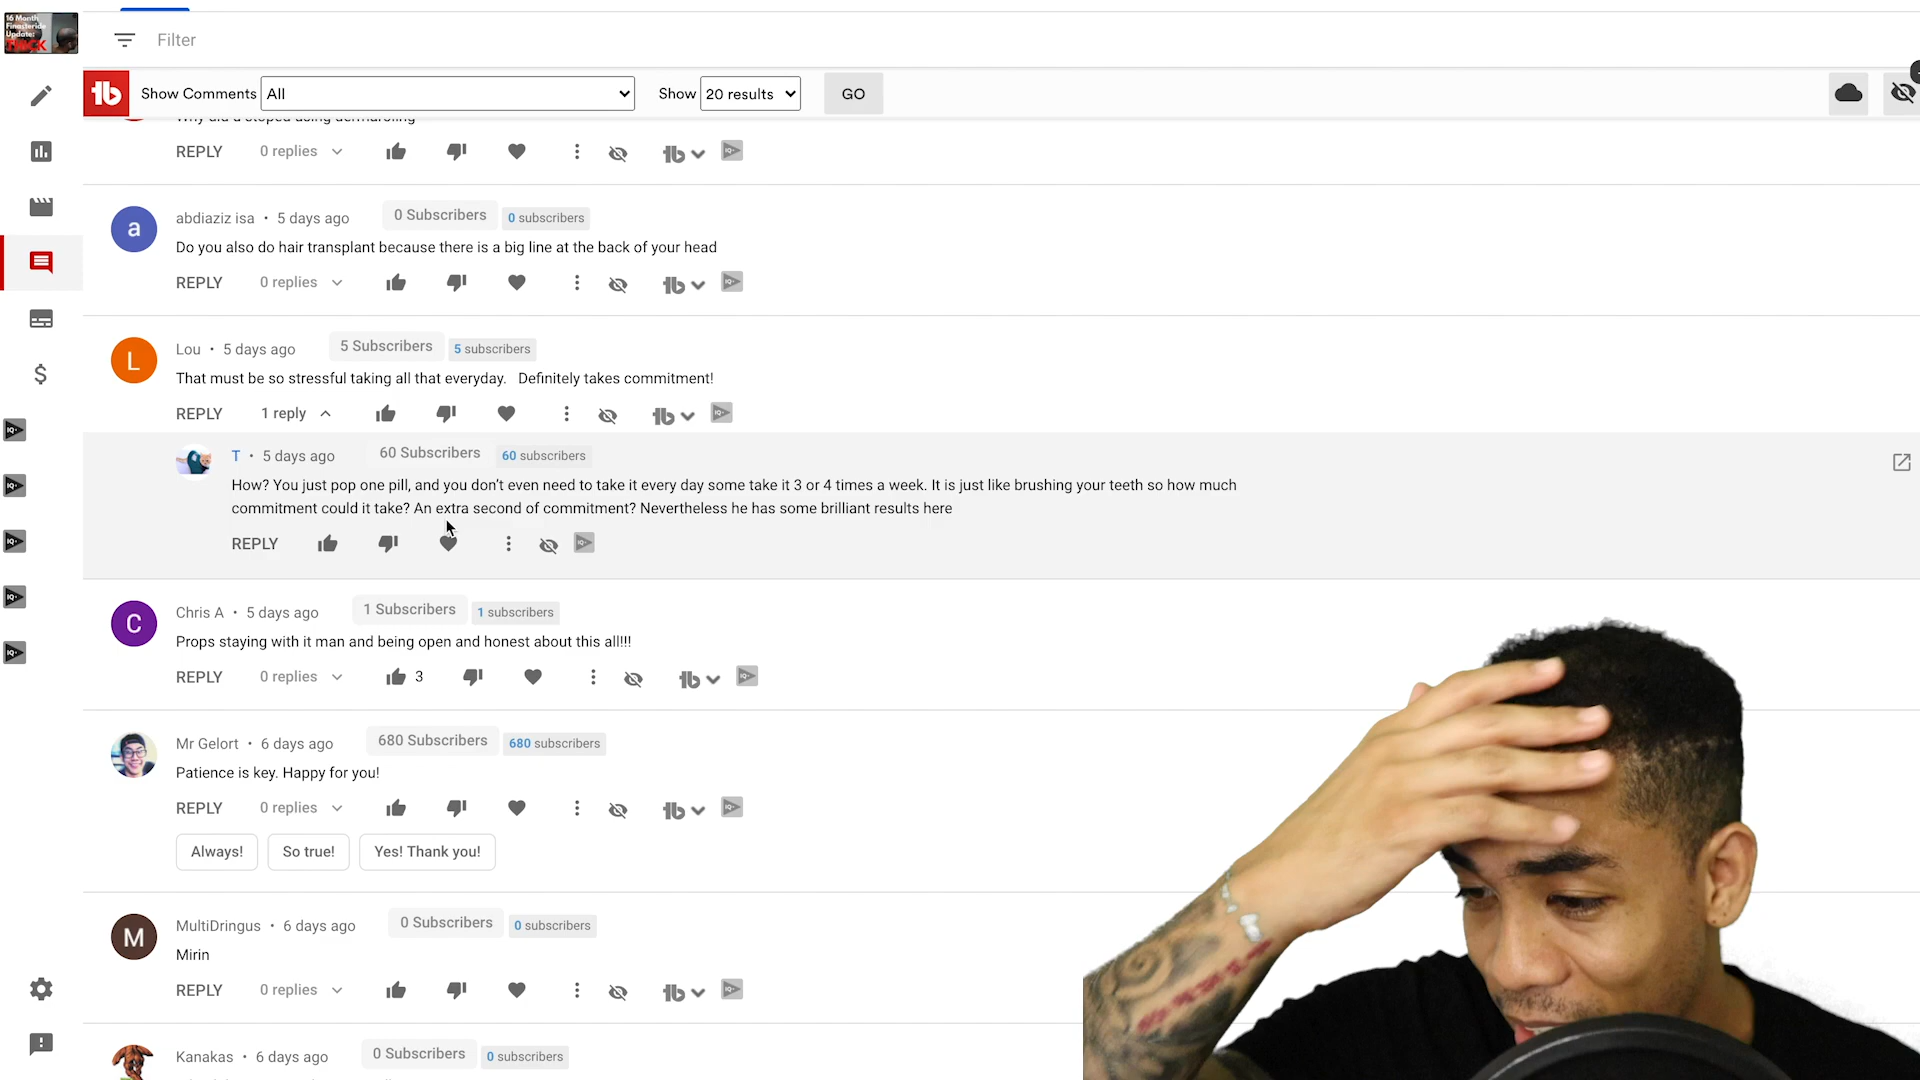 16 Month
Finasteride
Update:
Filter
Show Comments All Show 20 results GO
Why did u stoped using dermaroling
REPLY 0 replies
a abdiaziz isa • 5 days ago 0 Subscribers 0 subscribers
Do you also do hair transplant because there is a big line at the back of your head
REPLY 0 replies
L Lou • 5 days ago 5 Subscribers 5 subscribers
That must be so stressful taking all that everyday. Definitely takes commitment!
REPLY 1 reply
T • 5 days ago 60 Subscribers 60 subscribers
How? You just pop one pill, and you don't even need to take it every day some take it 3 or 4 times a week. It is just like brushing your teeth so how much
commitment could it take? An extra second of commitment? Nevertheless he has some brilliant results here
REPLY
C Chris A • 5 days ago 1 Subscribers 1 subscribers
Props staying with it man and being open and honest about this all!!!
REPLY 0 replies 3
Mr Gelort • 6 days ago 680 Subscribers 680 subscribers
Patience is key. Happy for you!
REPLY 0 replies
Always! So true! Yes! Thank you!
M MultiDringus • 6 days ago 0 Subscribers 0 subscribers
Mirin
REPLY 0 replies
Kanakas • 6 days ago 0 Subscribers 0 subscribers